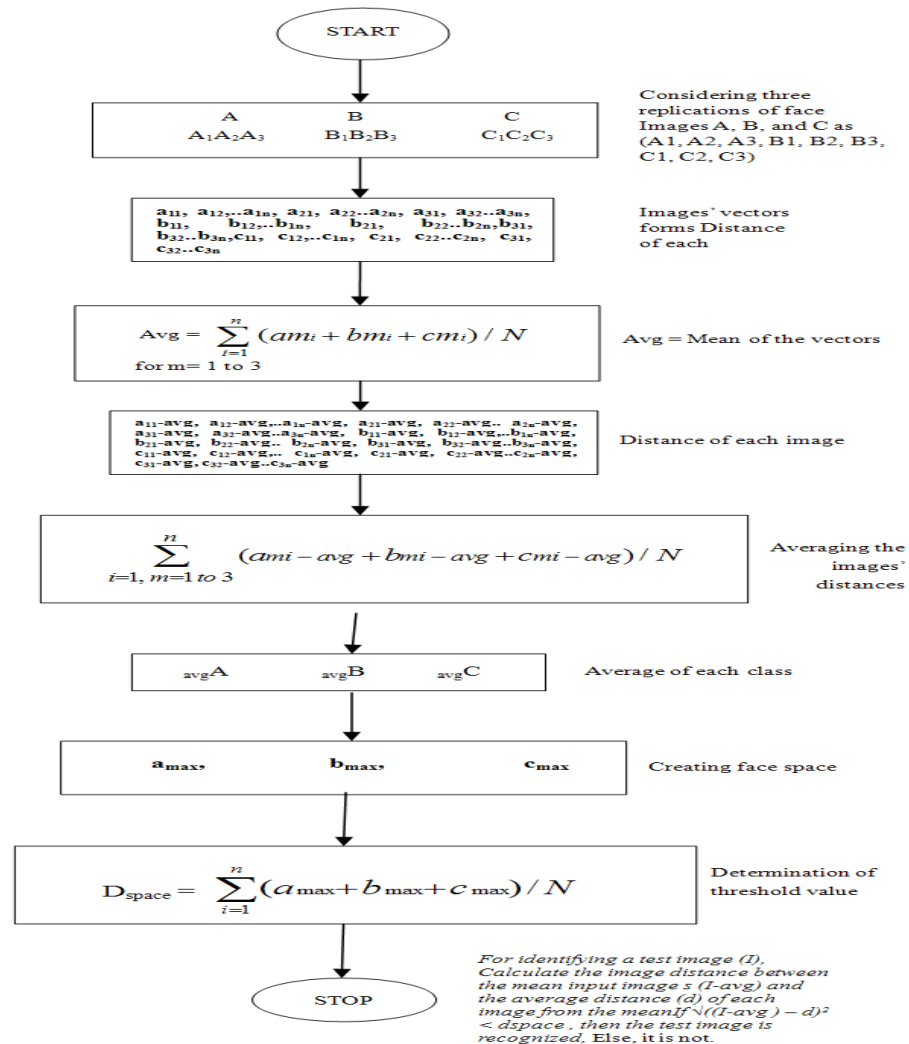 START
A B C
A₁A₂A₃ B₁B₂B₃ C₁C₂C₃
Considering three
replications of face
Images A, B, and C as
(A1, A2, A3, B1, B2, B3,
C1, C2, C3)
a₁₁, a₁₂,..a₁ₙ, a₂₁, a₂₂..a₂ₙ, a₃₁, a₃₂..a₃ₙ,
b₁₁, b₁₂,..b₁ₙ, b₂₁, b₂₂..b₂ₙ,b₃₁,
b₃₂..b₃ₙ,c₁₁, c₁₂,..c₁ₙ, c₂₁, c₂₂..c₂ₙ, c₃₁,
c₃₂..c₃ₙ
Images' vectors
forms Distance
of each
Avg = ∑ⁿᵢ₌₁ (amᵢ + bmᵢ + cmᵢ) / N
for m= 1 to 3
Avg = Mean of the vectors
a₁₁-avg, a₁₂-avg,..a₁ₙ-avg, a₂₁-avg, a₂₂-avg.. a₂ₙ-avg,
a₃₁-avg, a₃₂-avg..a₃ₙ-avg, b₁₁-avg, b₁₂-avg,..b₁ₙ-avg,
b₂₁-avg, b₂₂-avg.. b₂ₙ-avg, b₃₁-avg, b₃₂-avg..b₃ₙ-avg,
c₁₁-avg, c₁₂-avg,.. c₁ₙ-avg, c₂₁-avg, c₂₂-avg..c₂ₙ-avg,
c₃₁-avg,c₃₂-avg..c₃ₙ-avg
Distance of each image
n
∑ (ami − avg + bmi − avg + cmi − avg) / N
i=1, m=1 to 3
Averaging the
images'
distances
avgA avgB avgC
Average of each class
aₘₐₓ, bₘₐₓ, cₘₐₓ
Creating face space
D_space = ∑ⁿᵢ₌₁ (a max + b max + c max) / N
Determination of
threshold value
STOP
For identifying a test image (I),
Calculate the image distance between
the mean input image s (I-avg) and
the average distance (d) of each
image from the meanIf √((I-avg ) – d)²
< dspace , then the test image is
recognized, Else, it is not.